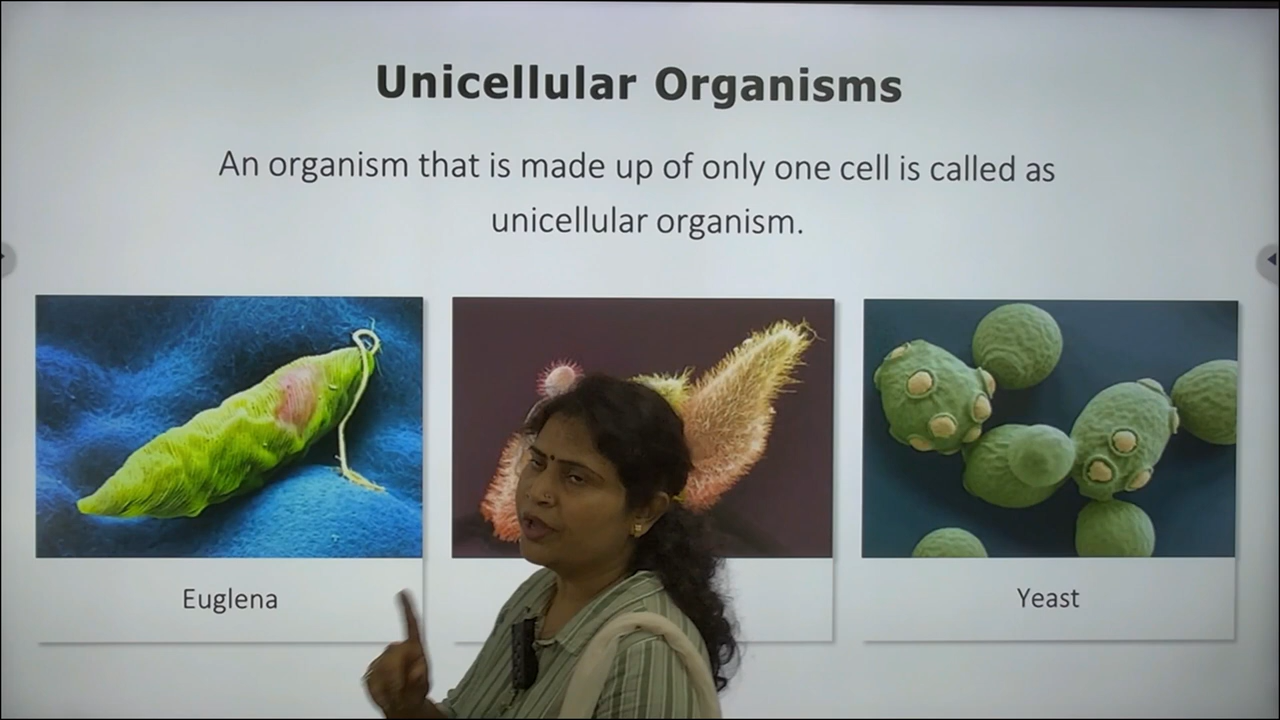 Unicellular Organisms
An organism that is made up of only one cell is called as
unicellular organism.
Euglena
Yeast